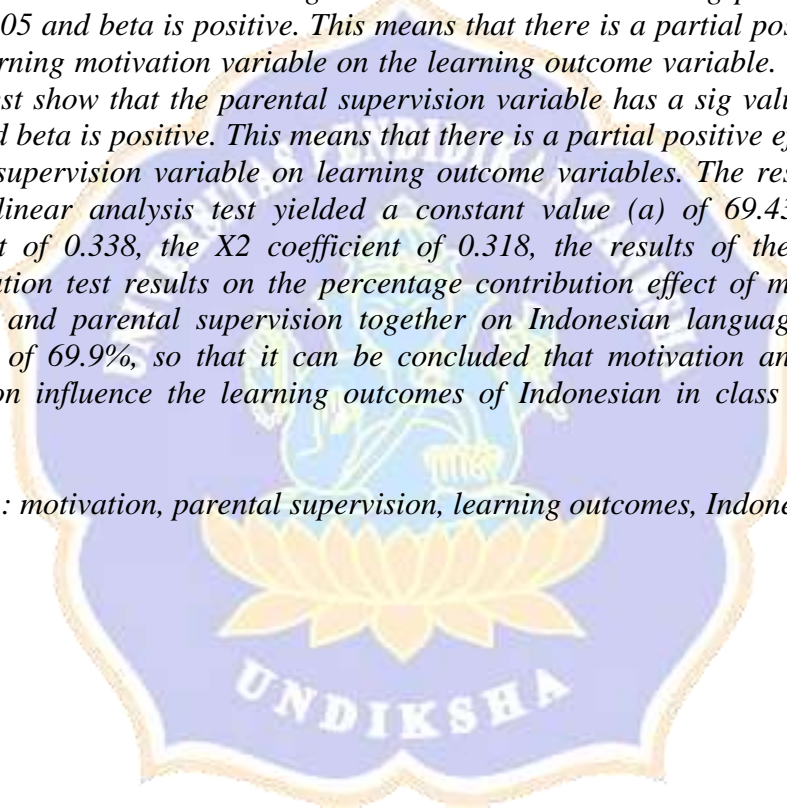 05 and beta is positive. This means that there is a partial pos
rning motivation variable on the learning outcome variable.
st show that the parental supervision variable has a sig valu
d beta is positive. This means that there is a partial positive ef
supervision variable on learning outcome variables. The res
linear analysis test yielded a constant value (a) of 69.43
t of 0.338, the X2 coefficient of 0.318, the results of the
ation test results on the percentage contribution effect of m
and parental supervision together on Indonesian languag
of 69.9%, so that it can be concluded that motivation an
on influence the learning outcomes of Indonesian in class
: motivation, parental supervision, learning outcomes, Indone
UNIVERSITAS PENDIDIKAN GANESHA
UNDIKSHA